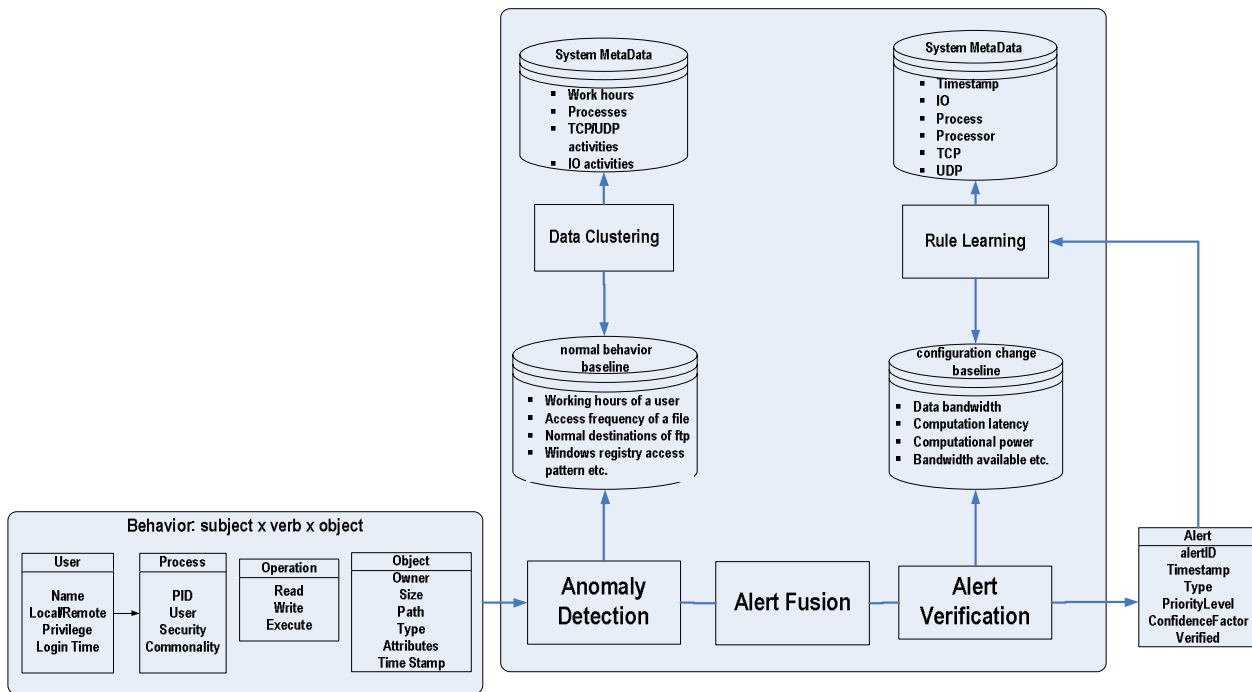 System MetaData
▪ Work hours
▪ Processes
▪ TCP/UDP
activities
▪ IO activities
System MetaData
▪ Timestamp
▪ IO
▪ Process
▪ Processor
▪ TCP
▪ UDP
Data Clustering
Rule Learning
normal behavior
baseline
▪ Working hours of a user
▪ Access frequency of a file
▪ Normal destinations of ftp
▪ Windows registry access
pattern etc.
configuration change
baseline
▪ Data bandwidth
▪ Computation latency
▪ Computational power
▪ Bandwidth available etc.
Behavior: subject x verb x object
User
Name
Local/Remote
Privilege
Login Time
Process
PID
User
Security
Commonality
Operation
Read
Write
Execute
Object
Owner
Size
Path
Type
Attributes
Time Stamp
Anomaly
Detection
Alert Fusion
Alert
Verification
Alert
alertID
Timestamp
Type
PriorityLevel
ConfidenceFactor
Verified